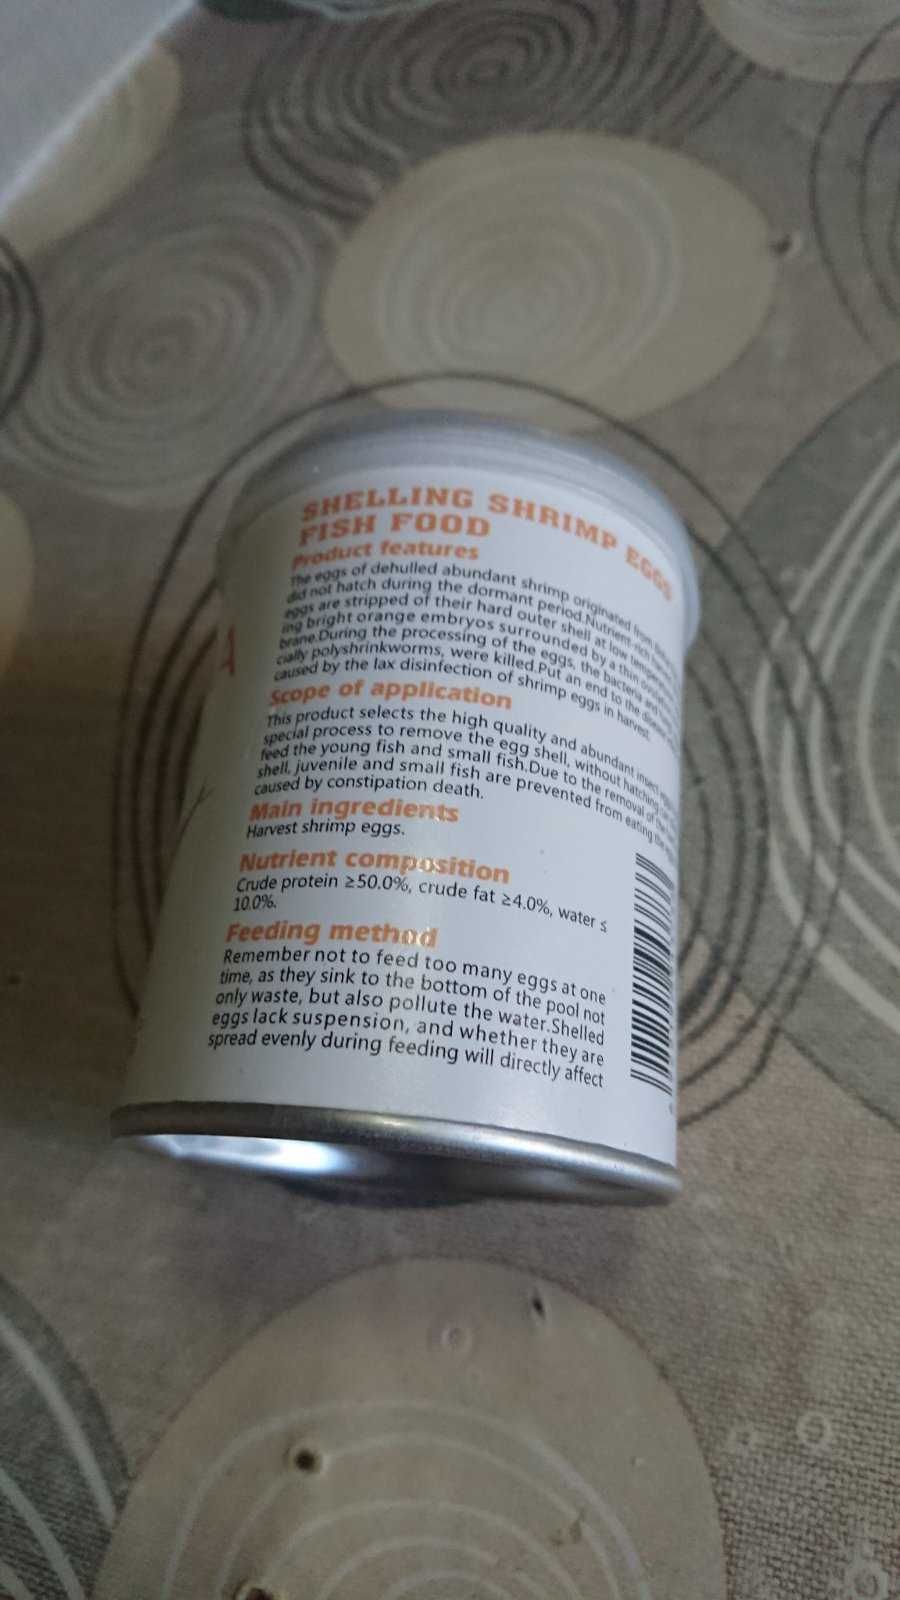 SHELLING SHRIMP EGGS
FISH FOOD
Product features
The eggs of dehulled abundant shrimp originated from
did not hatch during the dormant period.Nutrient-rich
eggs are stripped of their hard outer shell at low
ing bright orange embryos surrounded by a thin
brane.During the processing of the eggs, the bacteria and
cially polyshrinkworms, were killed.Put an end to the
caused by the lax disinfection of shrimp eggs in harvest.
Scope of application
This product selects the high quality and abundant insect
special process to remove the egg shell, without hatching
feed the young fish and small fish.Due to the removal of the
shell, juvenile and small fish are prevented from eating the
caused by constipation death.
Main ingredients
Harvest shrimp eggs.
Nutrient composition
Crude protein ≥50.0%, crude fat ≥4.0%, water ≤
10.0%.
Feeding method
Remember not to feed too many eggs at one
time, as they sink to the bottom of the pool not
only waste, but also pollute the water.Shelled
eggs lack suspension, and whether they are
spread evenly during feeding will directly affect